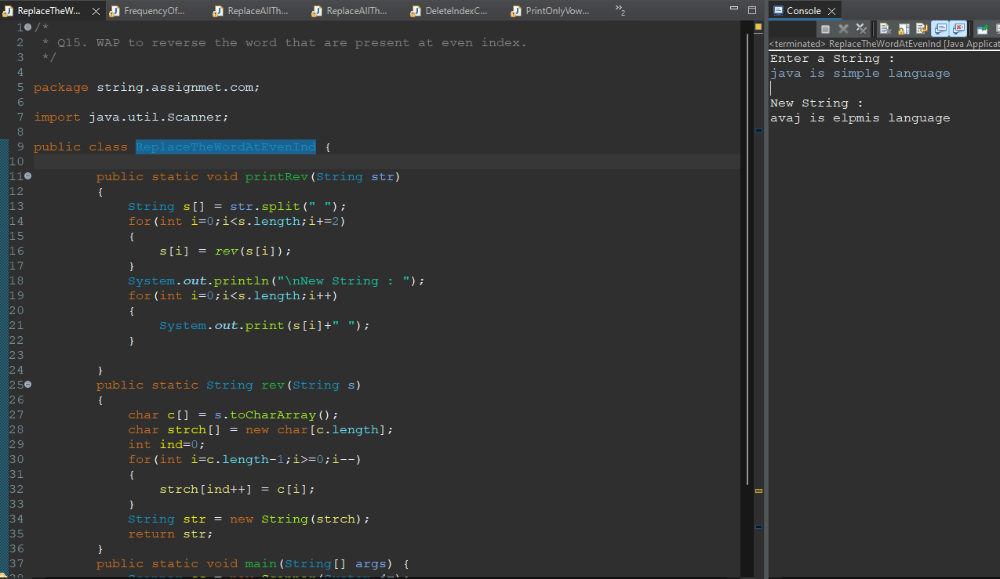 ReplaceTheW...
FrequencyOf...
ReplaceAllTh...
ReplaceAllTh...
DeleteIndexC...
PrintOnlyVow...
»2
1 /*
2 * Q15. WAP to reverse the word that are present at even index.
3 */
4
5 package string.assignmet.com;
6
7 import java.util.Scanner;
8
9 public class ReplaceTheWordAtEvenInd {
10
11 public static void printRev(String str)
12 {
13 String s[] = str.split(" ");
14 for(int i=0;i<s.length;i+=2)
15 {
16 s[i] = rev(s[i]);
17 }
18 System.out.println("\nNew String : ");
19 for(int i=0;i<s.length;i++)
20 {
21 System.out.print(s[i]+" ");
22 }
23
24 }
25 public static String rev(String s)
26 {
27 char c[] = s.toCharArray();
28 char strch[] = new char[c.length];
29 int ind=0;
30 for(int i=c.length-1;i>=0;i--)
31 {
32 strch[ind++] = c[i];
33 }
34 String str = new String(strch);
35 return str;
36 }
37 public static void main(String[] args) {
Console
<terminated> ReplaceTheWordAtEvenInd [Java Applicat
Enter a String :
java is simple language
New String :
avaj is elpmis language